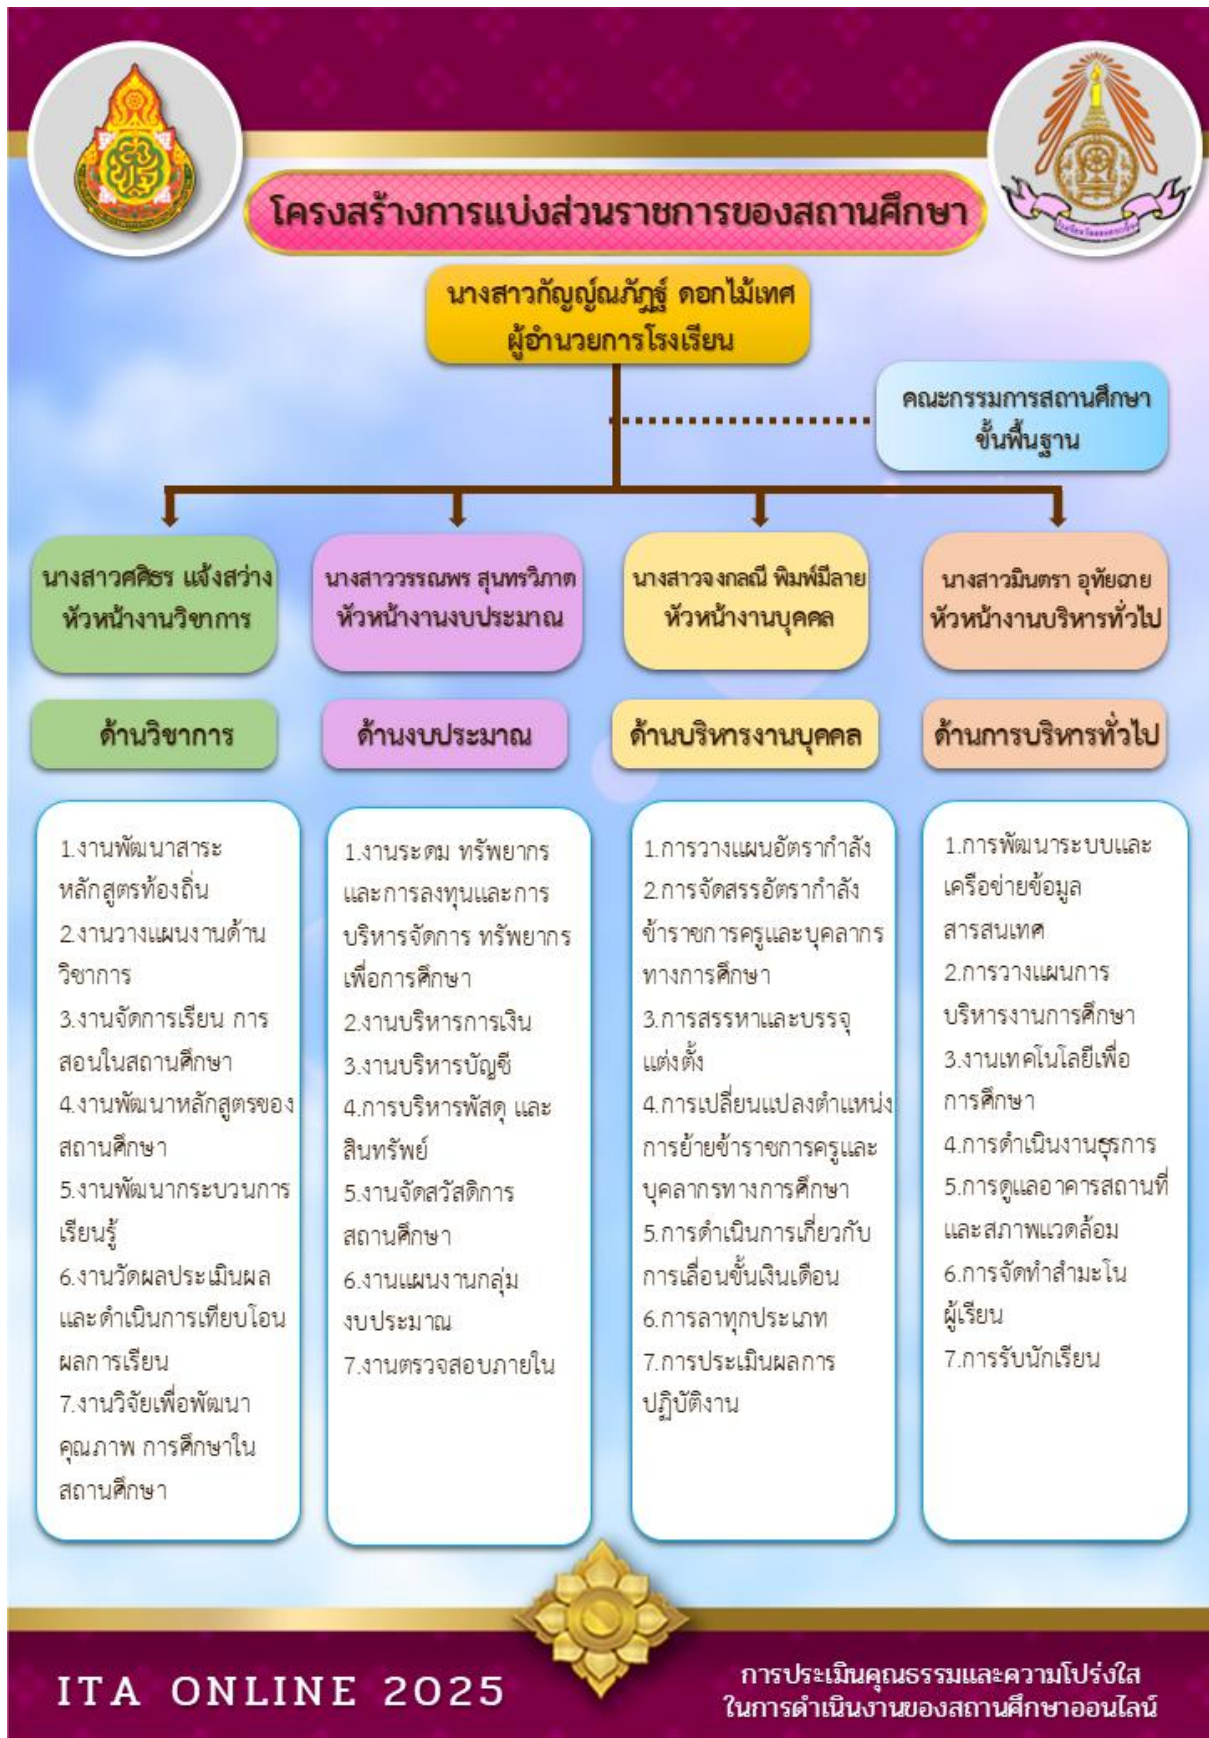 โครงสร้างการแบ่งส่วนราชการของสถานศึกษา
นางสาวกัญญ์ณภัฏฐ์ ดอกไม้เทศ
ผู้อำนวยการโรงเรียน
คณะกรรมการสถานศึกษา
ขั้นพื้นฐาน
นางสาวศศิธร แจ้งสว่าง
หัวหน้างานวิชาการ
นางสาววรรณพร สุนทรวิภาต
หัวหน้างานงบประมาณ
นางสาวจงกลณี พิมพ์มีลาย
หัวหน้างานบุคคล
นางสาวมินตรา อุทัยฉาย
หัวหน้างานบริหารทั่วไป
ด้านวิชาการ
ด้านงบประมาณ
ด้านบริหารงานบุคคล
ด้านการบริหารทั่วไป
1.งานพัฒนาสาระ
หลักสูตรท้องถิ่น
2.งานวางแผนงานด้าน
วิชาการ
3.งานจัดการเรียน การ
สอนในสถานศึกษา
4.งานพัฒนาหลักสูตรของ
สถานศึกษา
5.งานพัฒนากระบวนการ
เรียนรู้
6.งานวัดผลประเมินผล
และดำเนินการเทียบโอน
ผลการเรียน
7.งานวิจัยเพื่อพัฒนา
คุณภาพ การศึกษาใน
สถานศึกษา
1.งานระดม ทรัพยากร
และการลงทุนและการ
บริหารจัดการ ทรัพยากร
เพื่อการศึกษา
2.งานบริหารการเงิน
3.งานบริหารบัญชี
4.การบริหารพัสดุ และ
สินทรัพย์
5.งานจัดสวัสดิการ
สถานศึกษา
6.งานแผนงานกลุ่ม
งบประมาณ
7.งานตรวจสอบภายใน
1.การวางแผนอัตรากำลัง
2.การจัดสรรอัตรากำลัง
ข้าราชการครูและบุคลากร
ทางการศึกษา
3.การสรรหาและบรรจุ
แต่งตั้ง
4.การเปลี่ยนแปลงตำแหน่ง
การย้ายข้าราชการครูและ
บุคลากรทางการศึกษา
5.การดำเนินการเกี่ยวกับ
การเลื่อนขั้นเงินเดือน
6.การลาทุกประเภท
7.การประเมินผลการ
ปฏิบัติงาน
1.การพัฒนาระบบและ
เครือข่ายข้อมูล
สารสนเทศ
2.การวางแผนการ
บริหารงานการศึกษา
3.งานเทคโนโลยีเพื่อ
การศึกษา
4.การดำเนินงานธุรการ
5.การดูแลอาคารสถานที่
และสภาพแวดล้อม
6.การจัดทำสำมะโน
ผู้เรียน
7.การรับนักเรียน
ITA ONLINE 2025
การประเมินคุณธรรมและความโปร่งใส
ในการดำเนินงานของสถานศึกษาออนไลน์